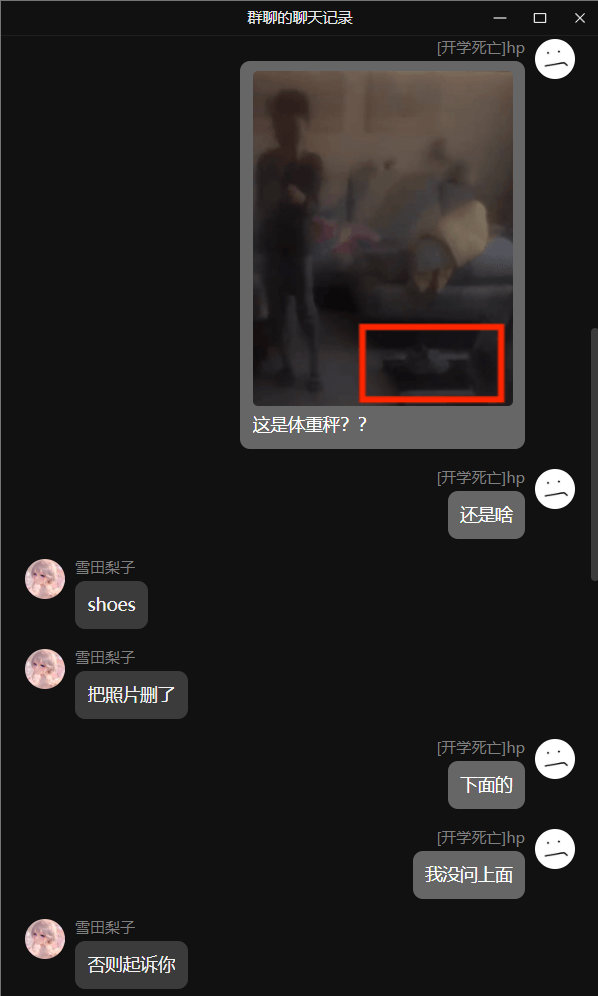 群聊的聊天记录
[开学死亡]hp
这是体重秤？？
[开学死亡]hp
还是啥
雪田梨子
shoes
雪田梨子
把照片删了
[开学死亡]hp
下面的
[开学死亡]hp
我没问上面
雪田梨子
否则起诉你